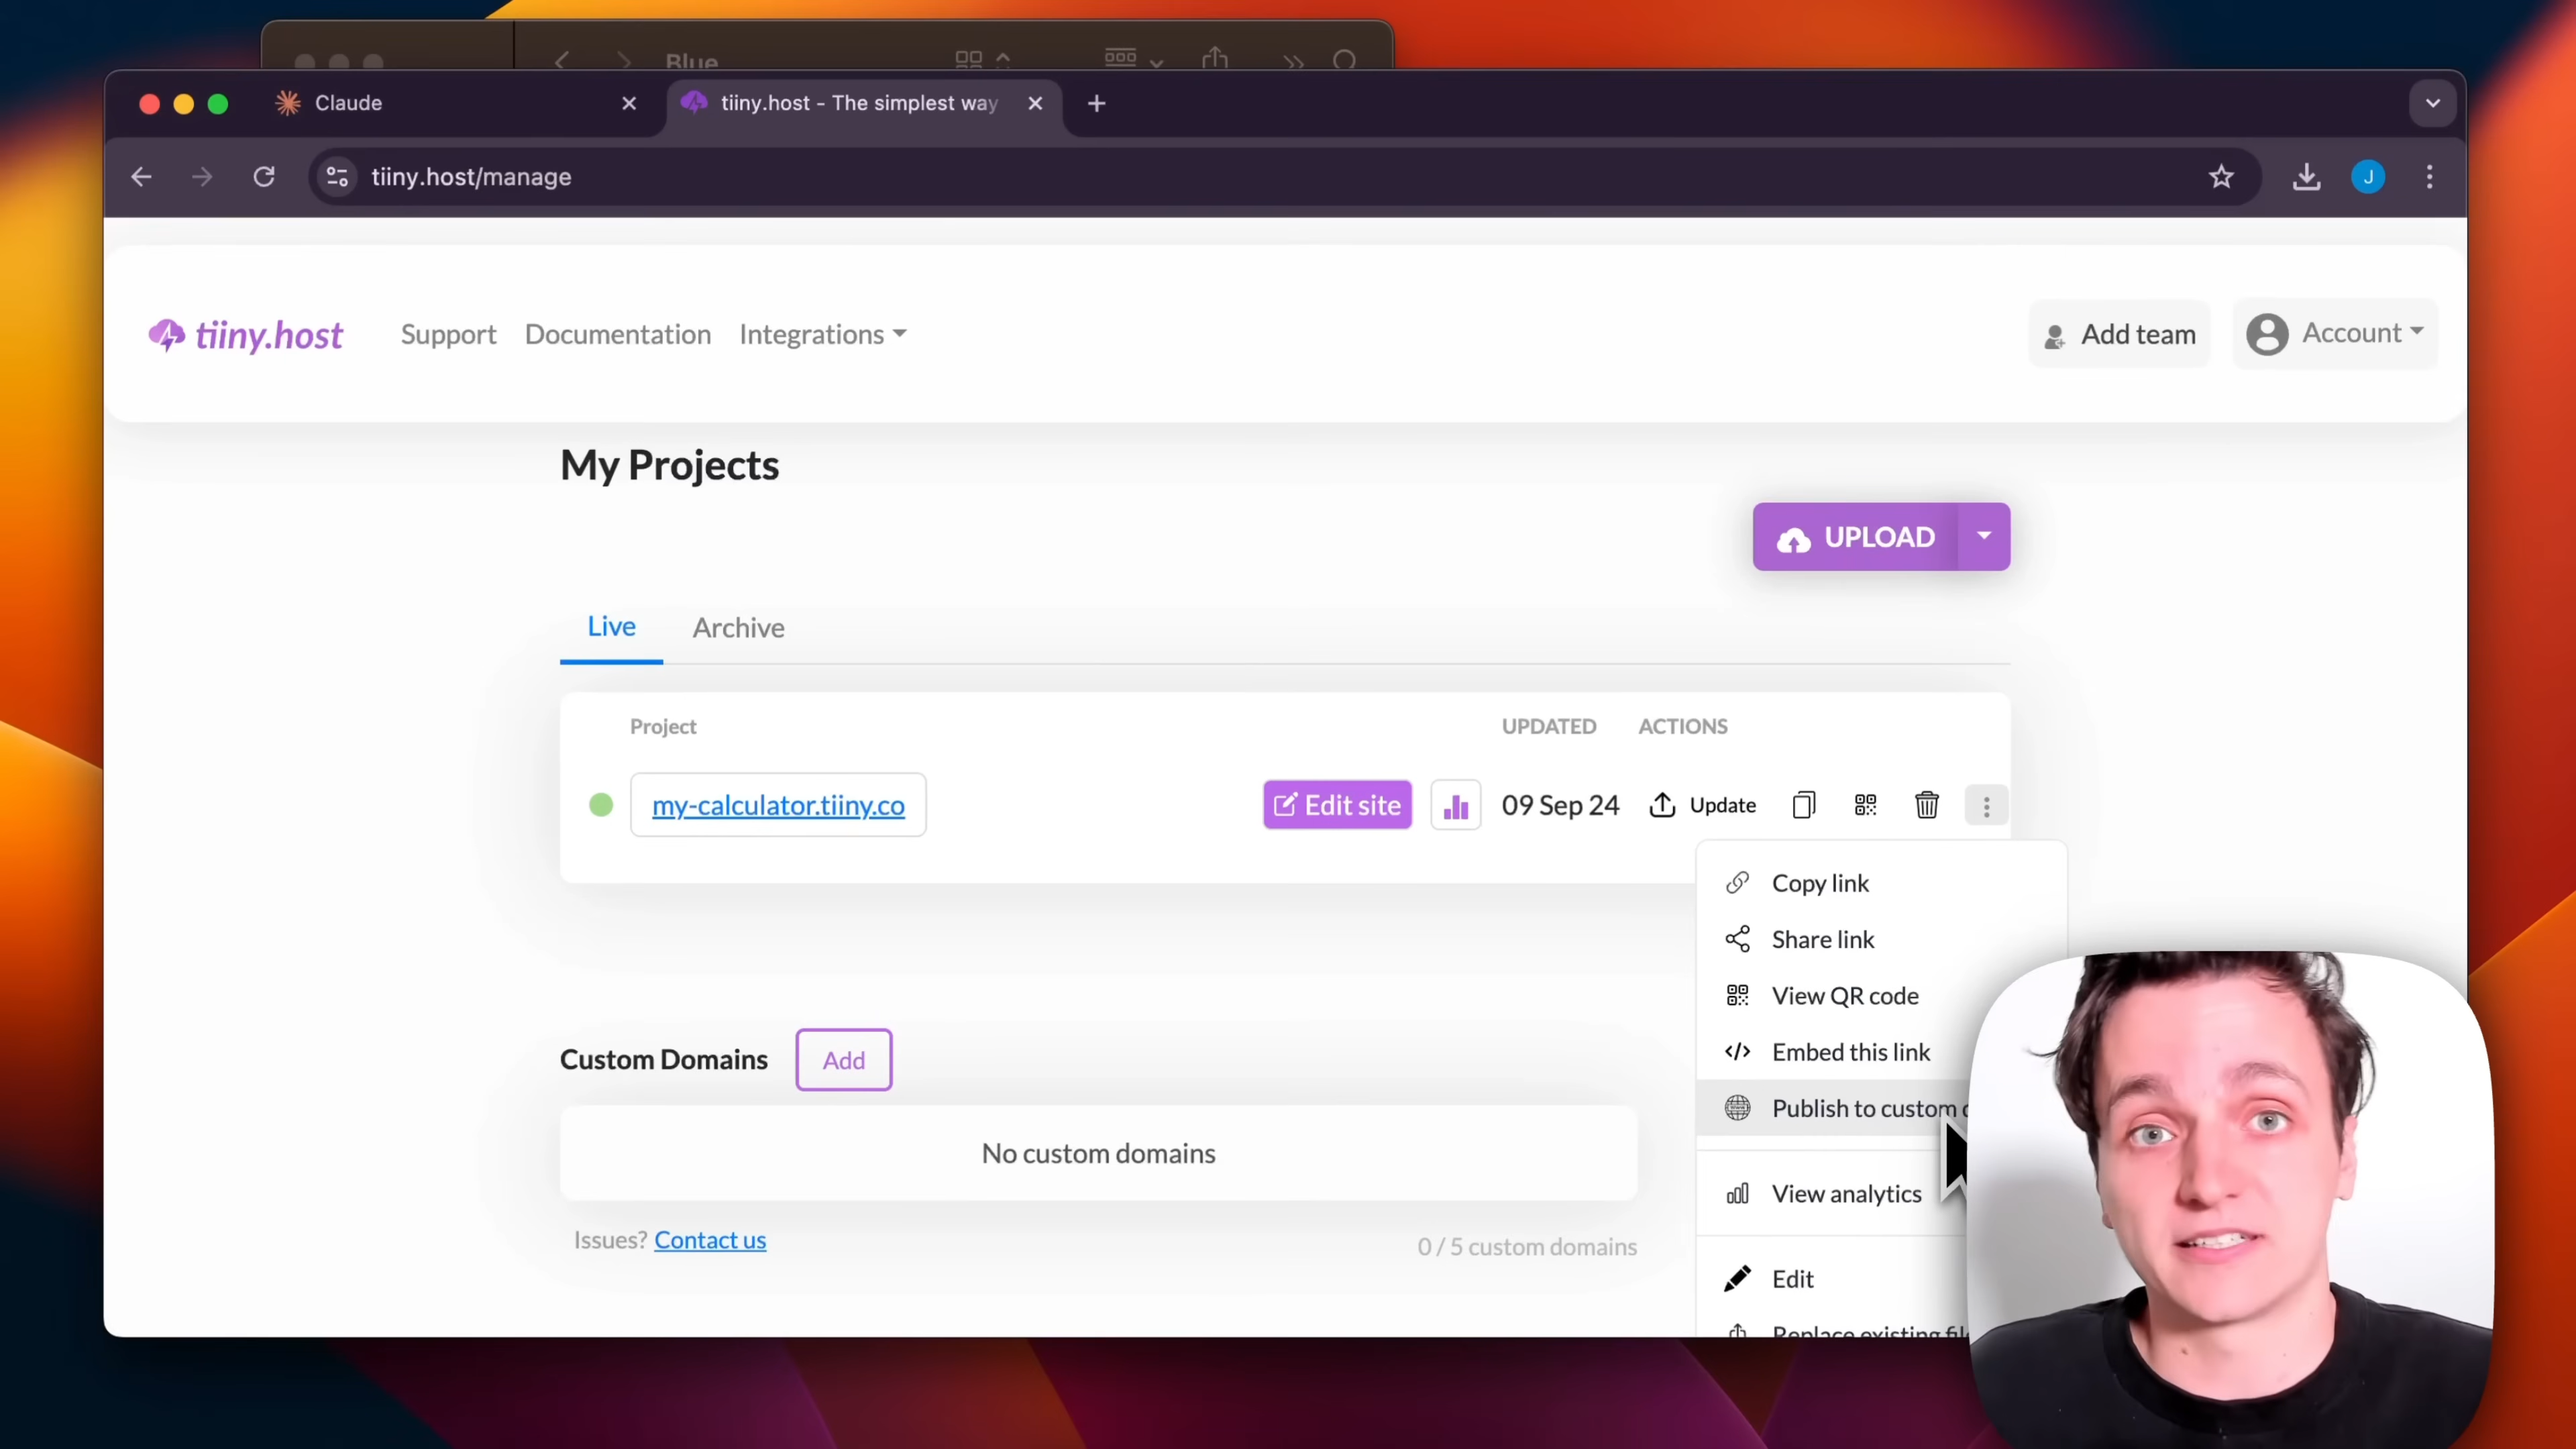 Blue
Claude
tiiny.host - The simplest way
tiiny.host/manage
J
tiiny.host
Support
Documentation
Integrations
Add team
Account
My Projects
UPLOAD
Live
Archive
Project
UPDATED
ACTIONS
my-calculator.tiiny.co
Edit site
09 Sep 24
Update
Copy link
Share link
View QR code
Embed this link
Publish to custom
Custom Domains
Add
No custom domains
View analytics
Issues? Contact us
0 / 5 custom domains
Edit
Replace existing